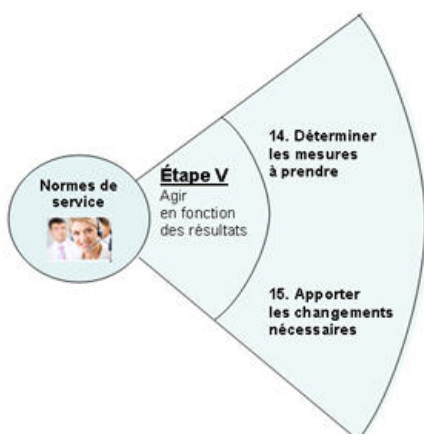 Normes de
service
Étape V
Agir
en fonction
des résultats
14. Déterminer
les mesures
à prendre
15. Apporter
les changements
nécessaires